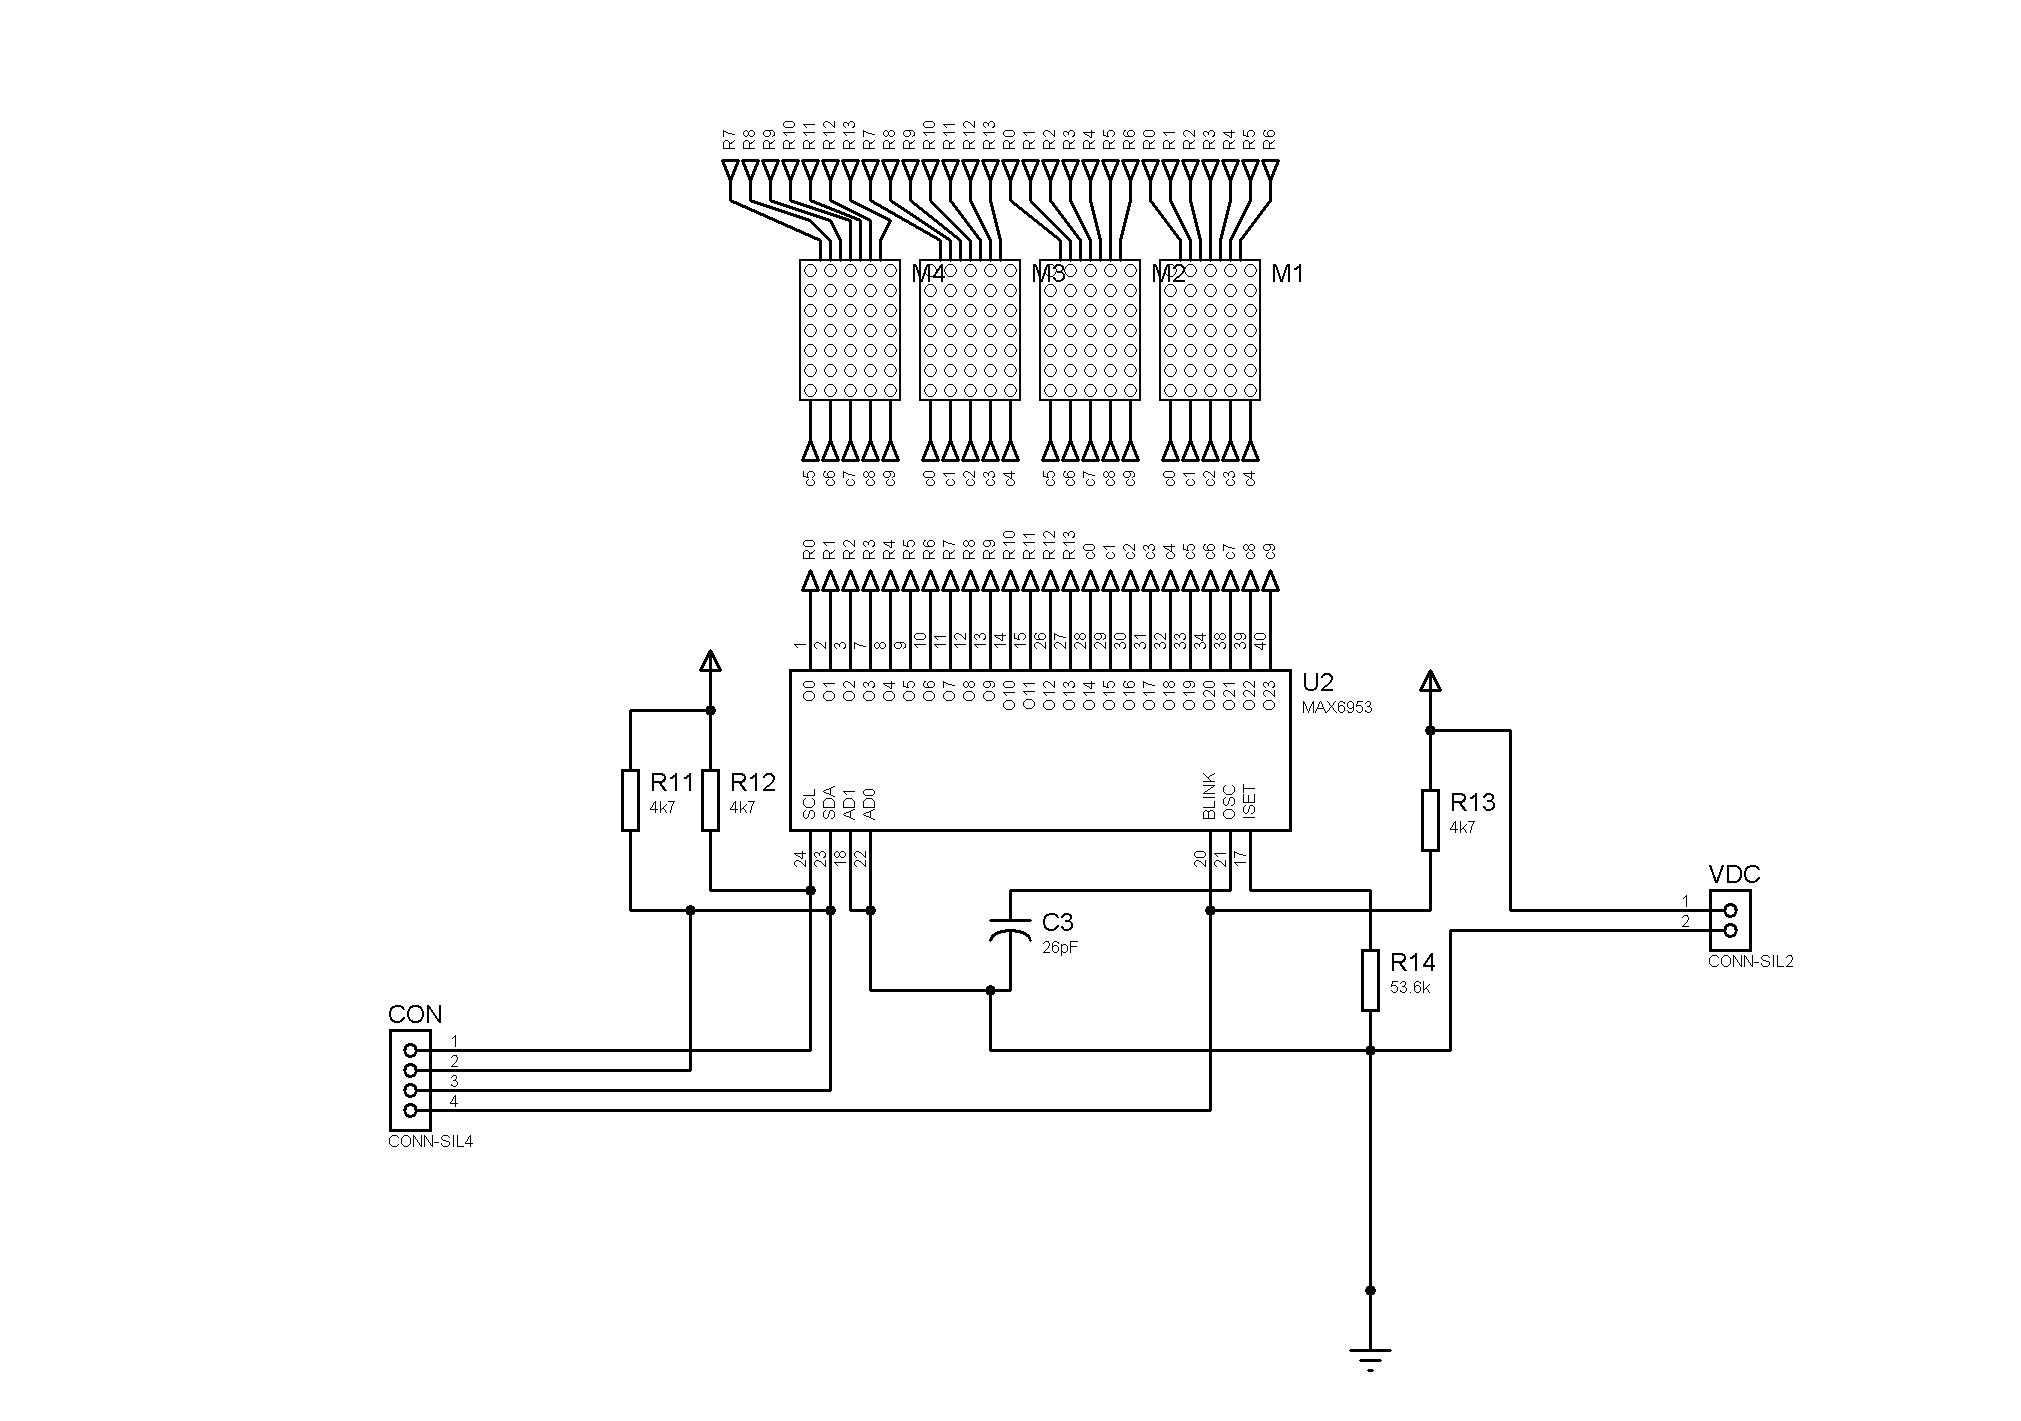 R7 R8 R9 R10 R11 R12 R13 R7 R8 R9 R10 R11 R12 R13 R0 R1 R2 R3 R4 R5 R6 R0 R1 R2 R3 R4 R5 R6
M4 M3 M2 M1
c5 c6 c7 c8 c9 c0 c1 c2 c3 c4 c5 c6 c7 c8 c9 c0 c1 c2 c3 c4
R0 R1 R2 R3 R4 R5 R6 R7 R8 R9 R10 R11 R12 R13 c0 c1 c2 c3 c4 c5 c6 c7 c8 c9
1 2 3 7 8 9 10 11 12 13 14 15 26 27 28 29 30 31 32 33 34 38 39 40
O0 O1 O2 O3 O4 O5 O6 O7 O8 O9 O10 O11 O12 O13 O14 O15 O16 O17 O18 O19 O20 O21 O22 O23
U2
MAX6953
R11
4k7
R12
4k7
SCL SDA AD1 AD0 BLINK OSC ISET
24 23 18 22 20 21 17
R13
4k7
VDC
1
2
CONN-SIL2
C3
26pF
R14
53.6k
CON
1
2
3
4
CONN-SIL4